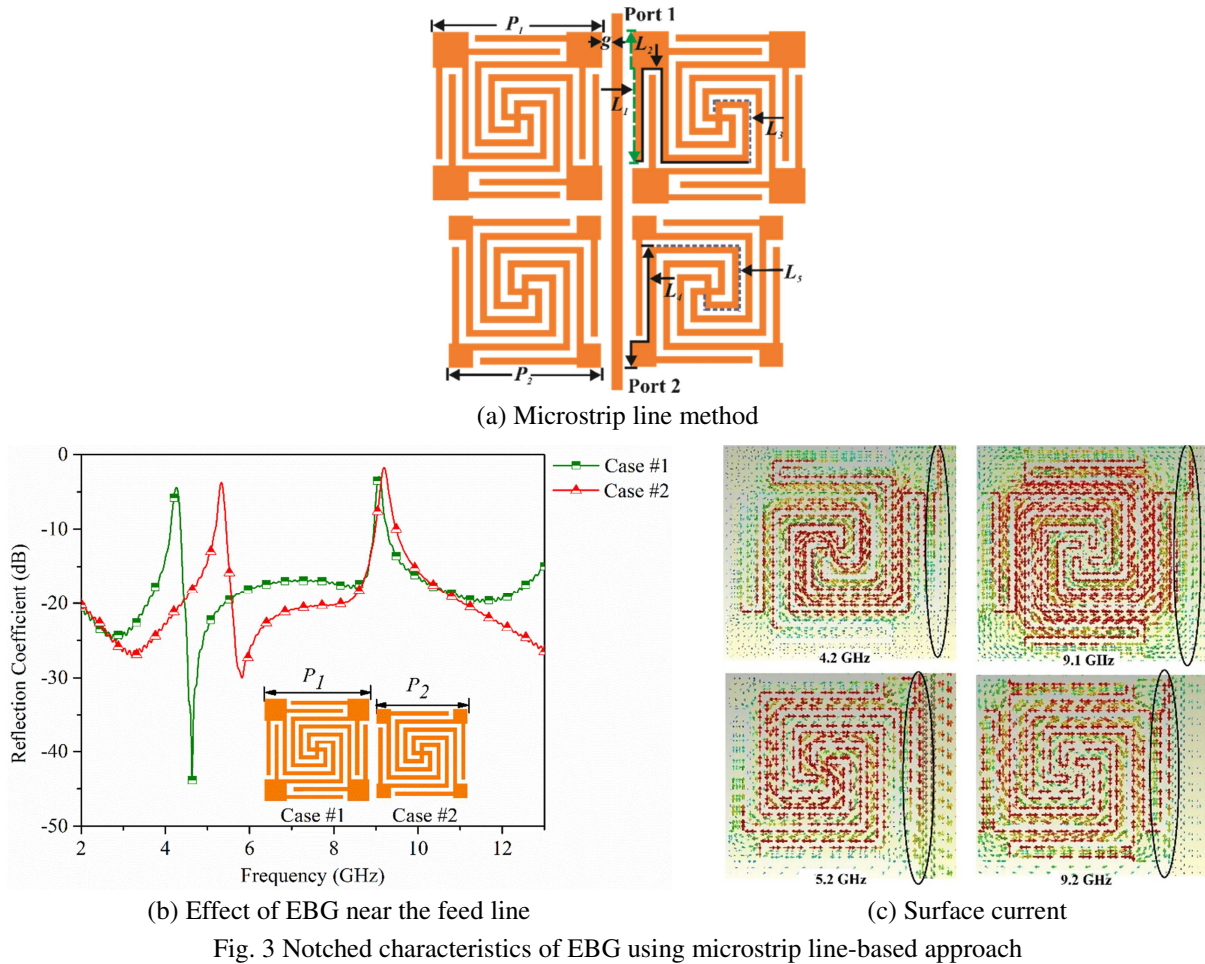 P1
g
Port 1
L2
L1
L3
L4
L5
P2
Port 2
(a) Microstrip line method
0
-10
-20
-30
-40
-50
Reflection Coefficient (dB)
2
4
6
8
10
12
Frequency (GHz)
Case #1
Case #2
P1
P2
Case #1
Case #2
4.2 GHz
9.1 GHz
5.2 GHz
9.2 GHz
(b) Effect of EBG near the feed line
(c) Surface current
Fig. 3 Notched characteristics of EBG using microstrip line-based approach